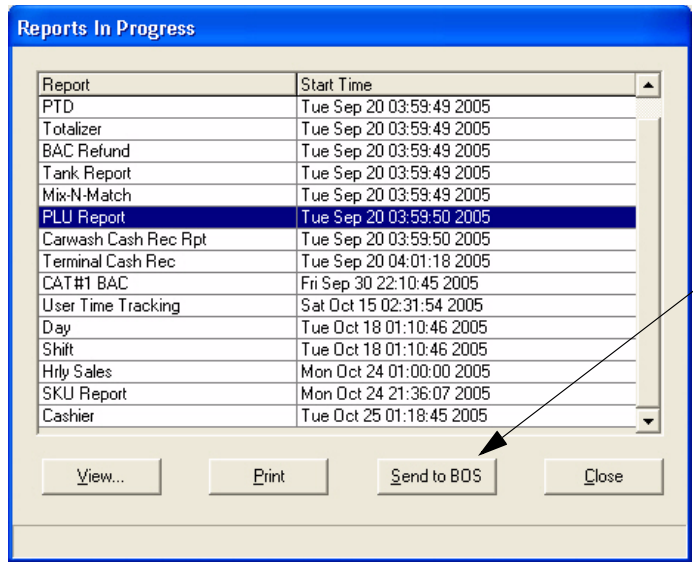 Reports In Progress
Report Start Time
PTD Tue Sep 20 03:59:49 2005
Totalizer Tue Sep 20 03:59:49 2005
BAC Refund Tue Sep 20 03:59:49 2005
Tank Report Tue Sep 20 03:59:49 2005
Mix-N-Match Tue Sep 20 03:59:49 2005
PLU Report Tue Sep 20 03:59:50 2005
Carwash Cash Rec Rpt Tue Sep 20 03:59:50 2005
Terminal Cash Rec Tue Sep 20 04:01:18 2005
CAT#1 BAC Fri Sep 30 22:10:45 2005
User Time Tracking Sat Oct 15 02:31:54 2005
Day Tue Oct 18 01:10:46 2005
Shift Tue Oct 18 01:10:46 2005
Hrly Sales Mon Oct 24 01:00:00 2005
SKU Report Mon Oct 24 21:36:07 2005
Cashier Tue Oct 25 01:18:45 2005
View... Print Send to BOS Close